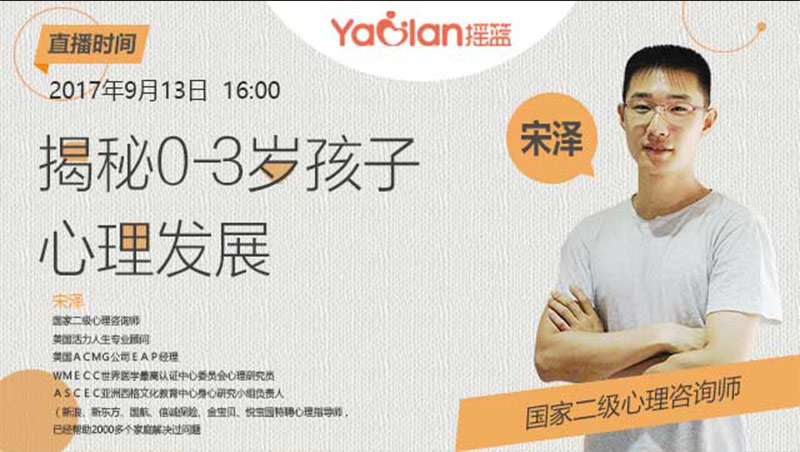 Yaolan摇篮
直播时间
2017年9月13日 16:00
揭秘0-3岁孩子
心理发展
宋泽
宋泽
国家二级心理咨询师
美国活力人生专业顾问
美国ACMG公司EAP经理
WMECC世界医学最高认证中心委员会心理研究员
ASCEC亚洲西格文化教育中心身心研究小组负责人
(新浪、新东方、国航、信诚保险、金宝贝、悦宝园特聘心理指导师,
已经帮助2000多个家庭解决过问题
国家二级心理咨询师